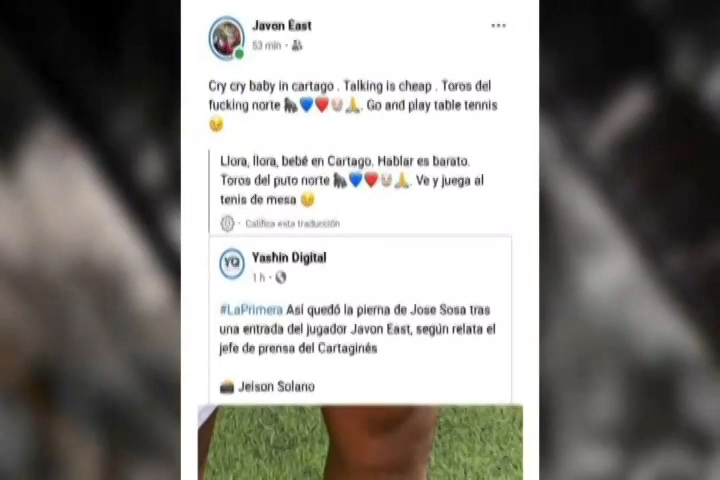 Javon East
53 min ·
Cry cry baby in cartago . Talking is cheap . Toros del
fucking norte 🐂💙❤️🤡🙏. Go and play table tennis
😉
Llora, llora, bebé en Cartago. Hablar es barato.
Toros del puto norte 🐂💙❤️🤡🙏. Ve y juega al
tenis de mesa 😉
· Califica esta traducción
YQ
Yashin Digital
1 h ·
#LaPrimera Así quedó la pierna de Jose Sosa tras
una entrada del jugador Javon East, según relata el
jefe de prensa del Cartaginés
📸 Jeison Solano